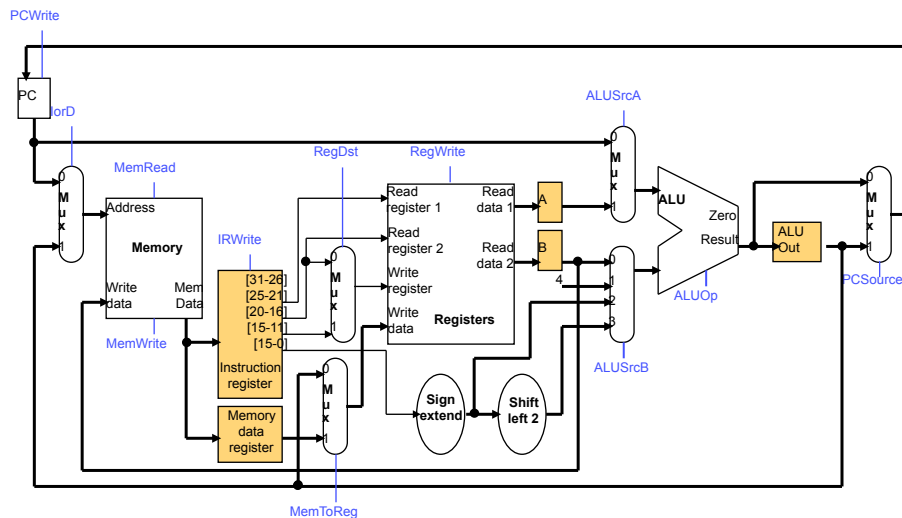 PCWrite
PC
IorD
ALUSrcA
RegDst
RegWrite
MemRead
0
M
u
x
1
Address
Memory
Write
data
Mem
Data
MemWrite
IRWrite
[31-26]
[25-21]
[20-16]
[15-11]
[15-0]
Instruction
register
Memory
data
register
0
M
u
x
1
0
M
u
x
1
MemToReg
Read
register 1
Read
register 2
Write
register
Write
data
Read
data 1
Read
data 2
Registers
Sign
extend
Shift
left 2
A
B
4
0
M
u
x
1
0
1
2
3
ALUSrcB
ALU
Zero
Result
ALUOp
ALU
Out
0
M
u
x
1
PCSource